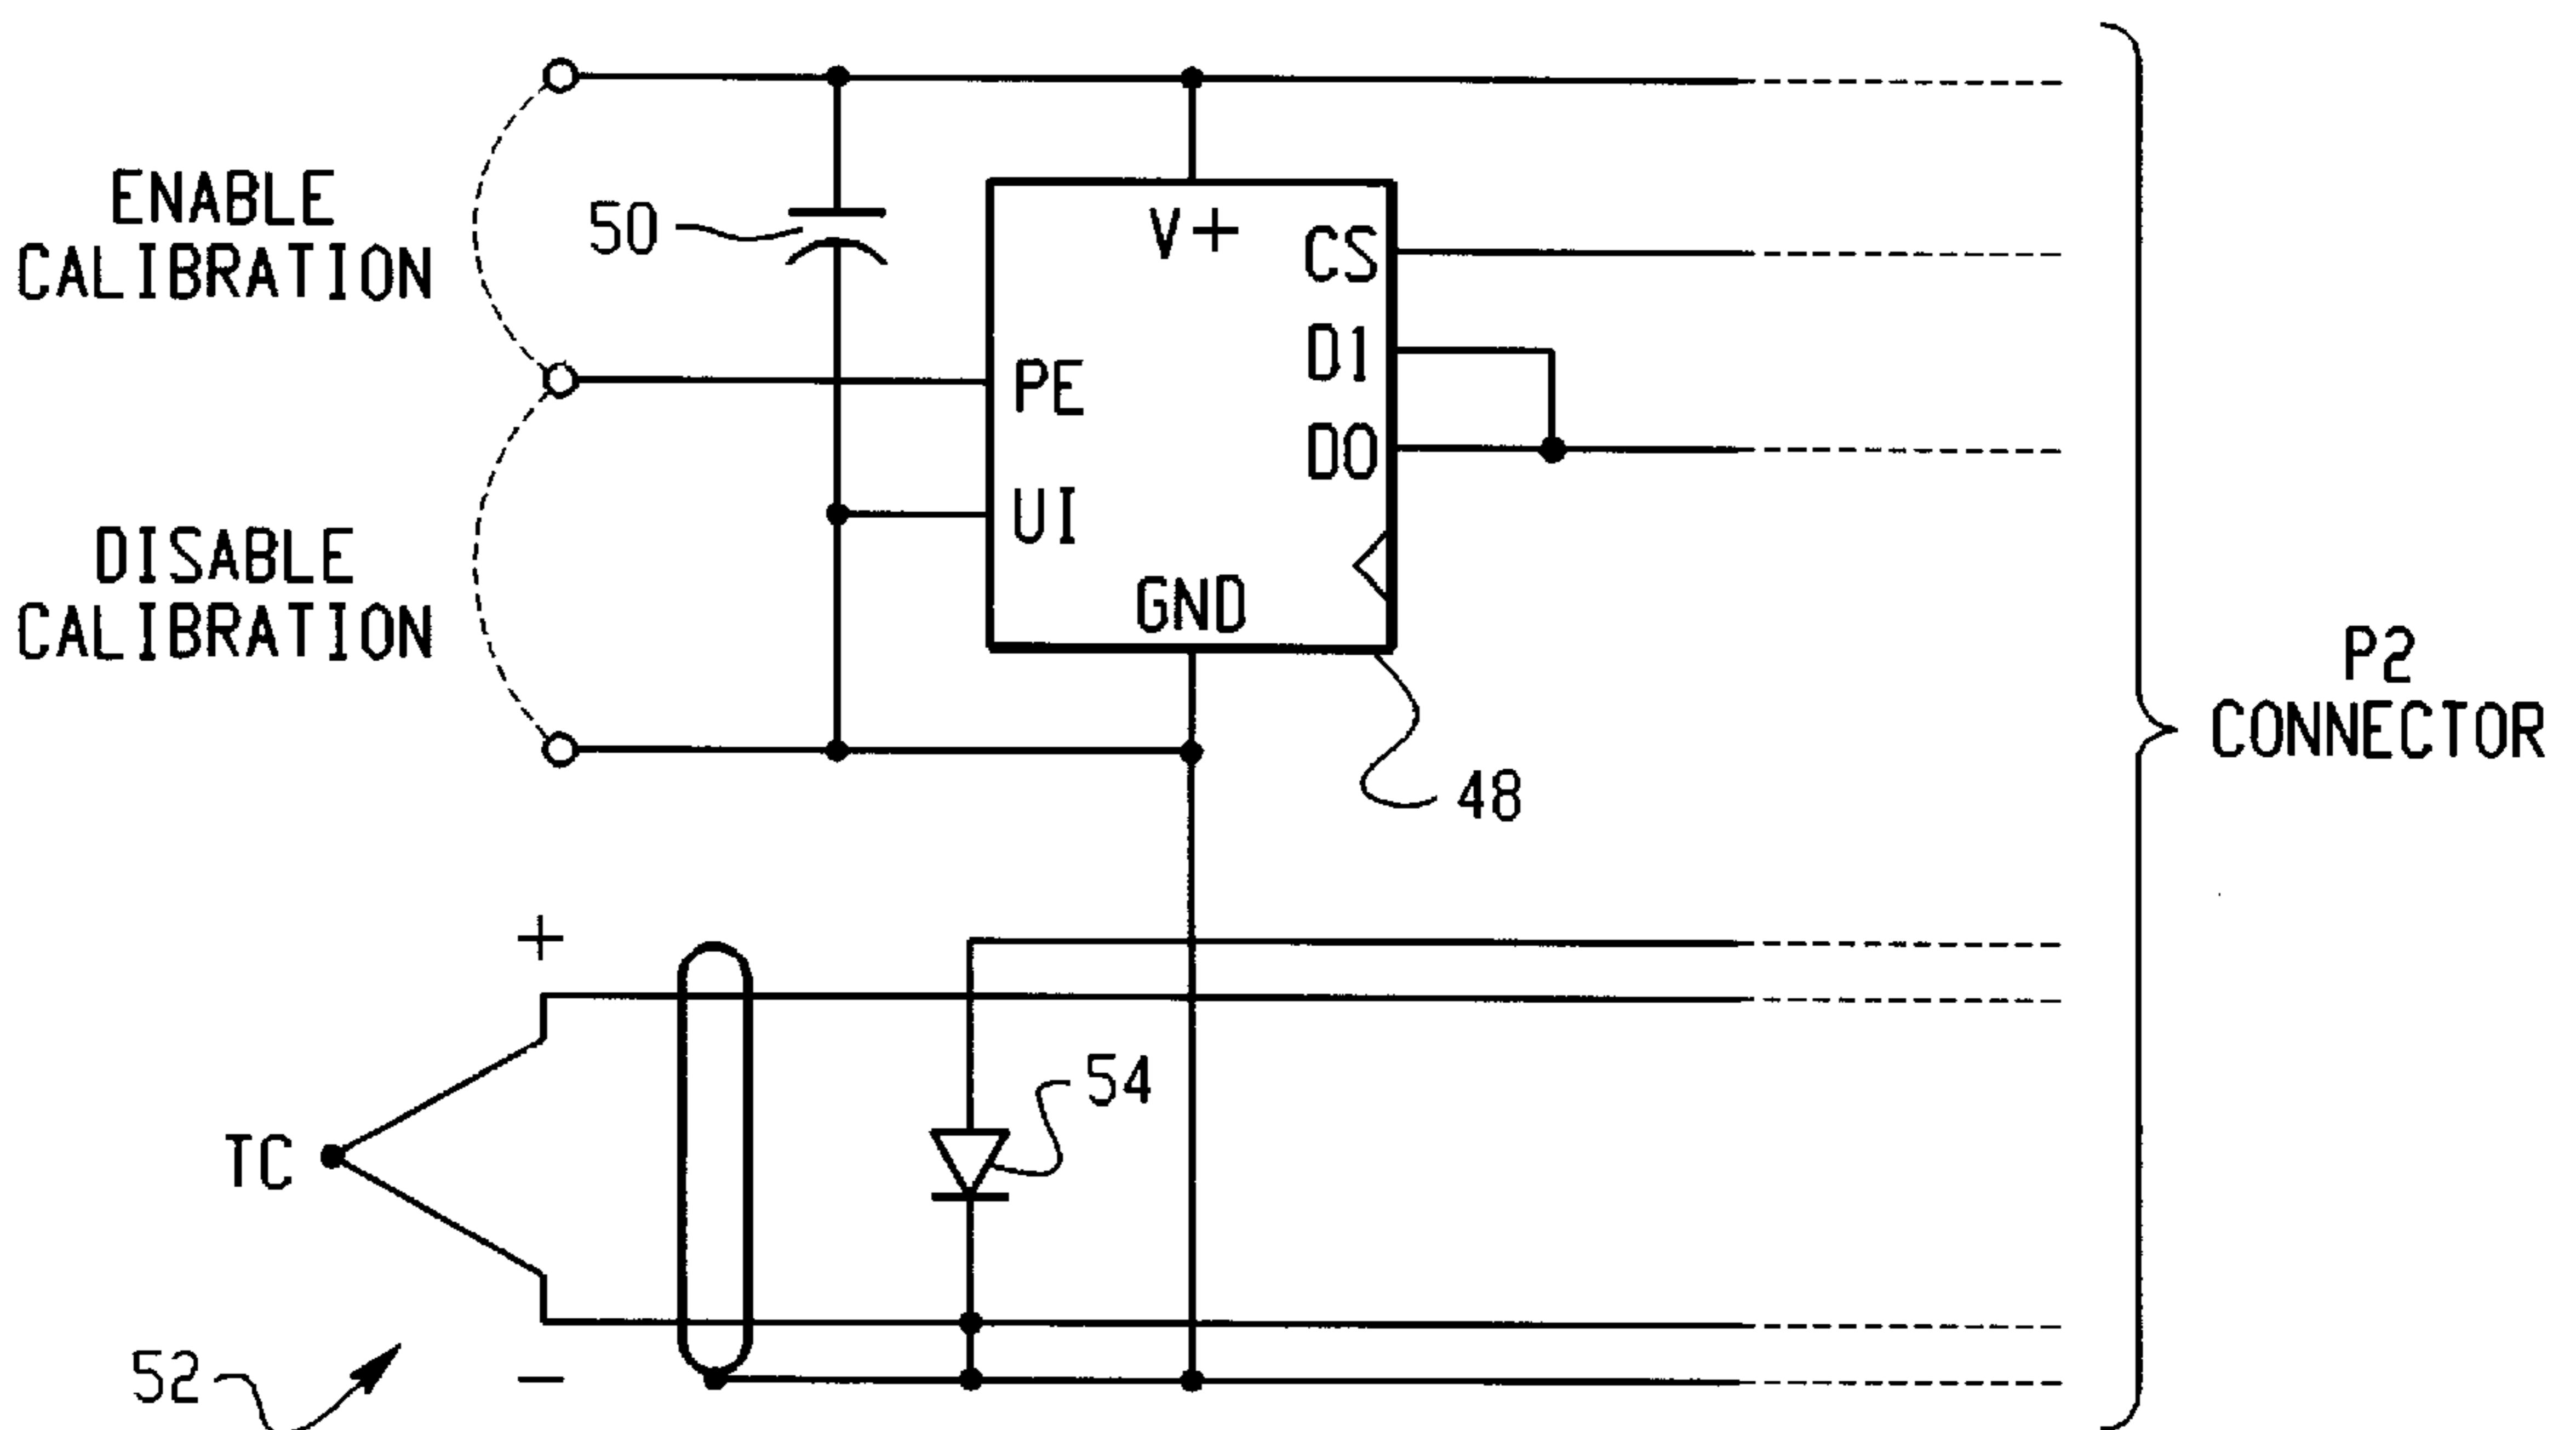 ENABLE
CALIBRATION
50
V+
CS
D1
PE
DO
UI
GND
DISABLE
CALIBRATION
48
P2
CONNECTOR
+
54
TC
52
−